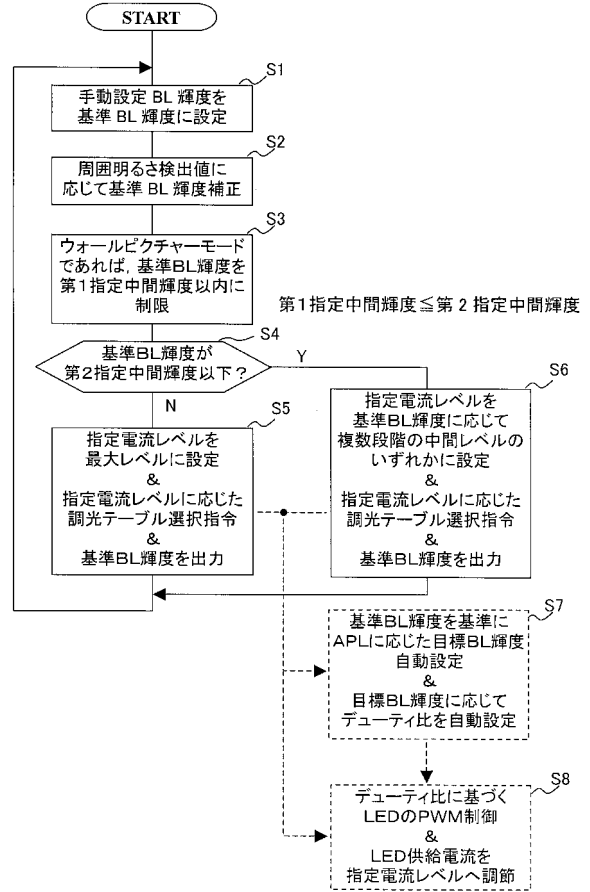 START
S1
手動設定 BL 輝度を
基準 BL 輝度に設定
S2
周囲明るさ検出値に
応じて基準 BL 輝度補正
S3
ウォールピクチャーモード
であれば，基準BL輝度を
第1指定中間輝度以内に
制限
第1指定中間輝度≦第2指定中間輝度
S4
基準BL輝度が
第2指定中間輝度以下？
Y
N
S5
指定電流レベルを
最大レベルに設定
&
指定電流レベルに応じた
調光テーブル選択指令
&
基準BL輝度を出力
S6
指定電流レベルを
基準BL輝度に応じて
複数段階の中間レベルの
いずれかに設定
&
指定電流レベルに応じた
調光テーブル選択指令
&
基準BL輝度を出力
S7
基準BL輝度を基準に
APLに応じた目標BL輝度
自動設定
&
目標BL輝度に応じて
デューティ比を自動設定
S8
デューティ比に基づく
LEDのPWM制御
&
LED供給電流を
指定電流レベルへ調節